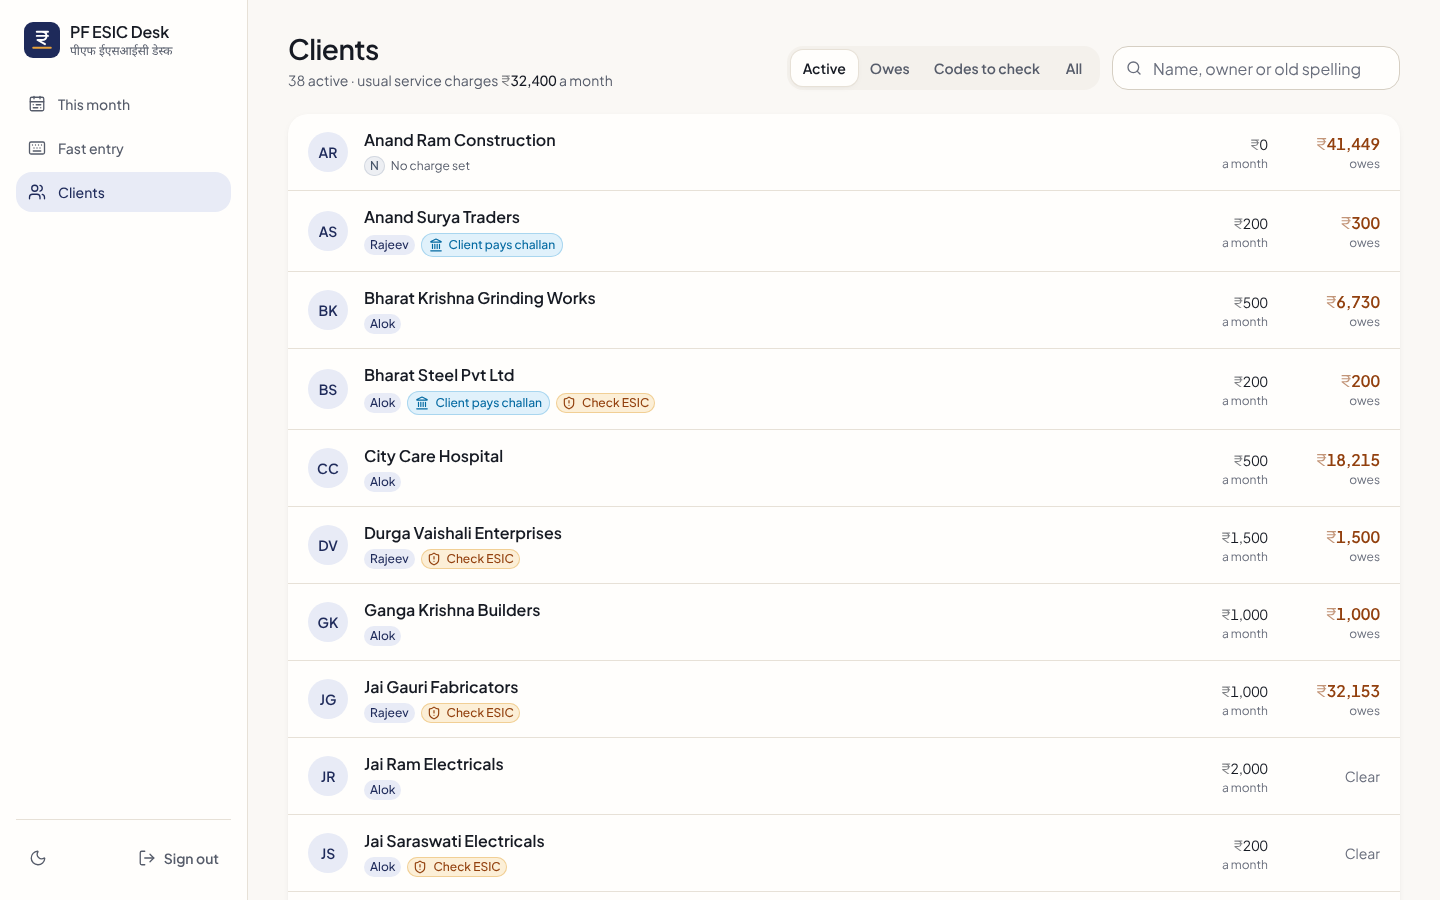 PF ESIC Desk
पीएफ ईएसआईसी डेस्क
This month
Fast entry
Clients
Sign out
Clients
38 active · usual service charges ₹32,400 a month
Active Owes Codes to check All
Name, owner or old spelling
AR
Anand Ram Construction
N No charge set
₹0
a month
₹41,449
owes
AS
Anand Surya Traders
Rajeev Client pays challan
₹200
a month
₹300
owes
BK
Bharat Krishna Grinding Works
Alok
₹500
a month
₹6,730
owes
BS
Bharat Steel Pvt Ltd
Alok Client pays challan Check ESIC
₹200
a month
₹200
owes
CC
City Care Hospital
Alok
₹500
a month
₹18,215
owes
DV
Durga Vaishali Enterprises
Rajeev Check ESIC
₹1,500
a month
₹1,500
owes
GK
Ganga Krishna Builders
Alok
₹1,000
a month
₹1,000
owes
JG
Jai Gauri Fabricators
Rajeev Check ESIC
₹1,000
a month
₹32,153
owes
JR
Jai Ram Electricals
Alok
₹2,000
a month
Clear
JS
Jai Saraswati Electricals
Alok Check ESIC
₹200
a month
Clear